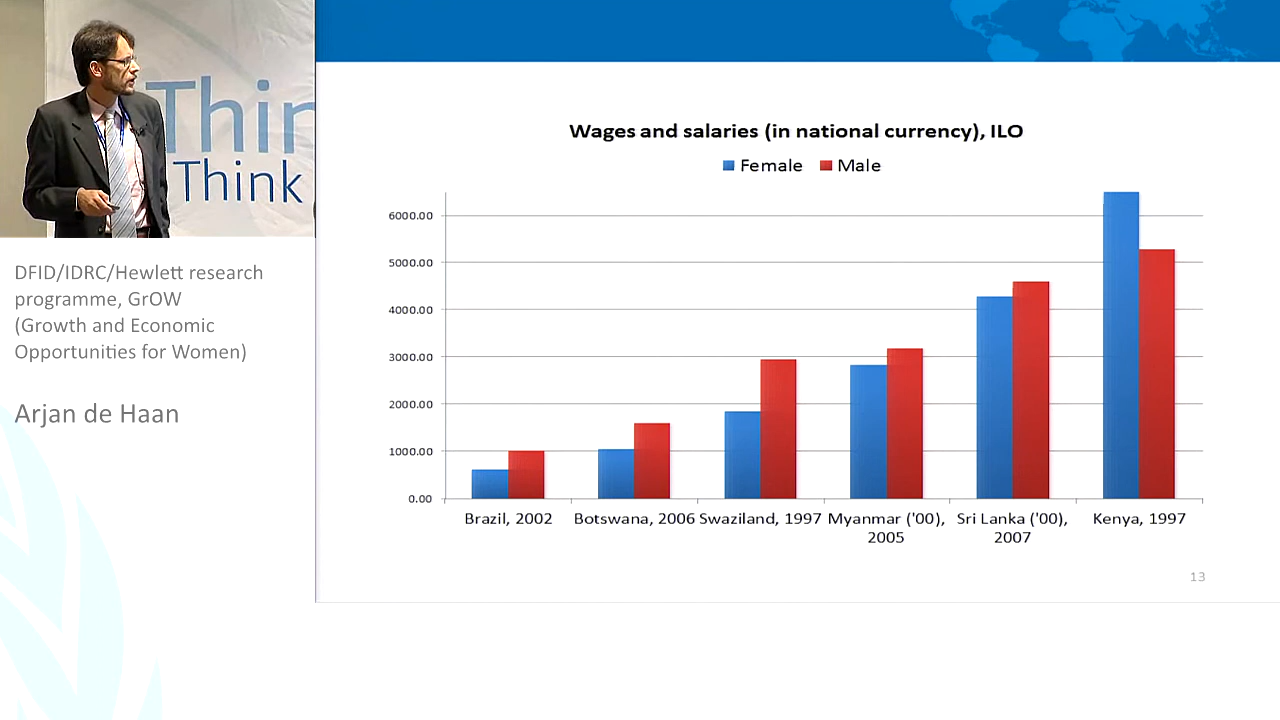 Thin
Think
DFID/IDRC/Hewlett research
programme, GrOW
(Growth and Economic
Opportunities for Women)
Arjan de Haan
Wages and salaries (in national currency), ILO
Female Male
6000.00
5000.00
4000.00
3000.00
2000.00
1000.00
0.00
Brazil, 2002
Botswana, 2006
Swaziland, 1997
Myanmar ('00),
2005
Sri Lanka ('00),
2007
Kenya, 1997
13